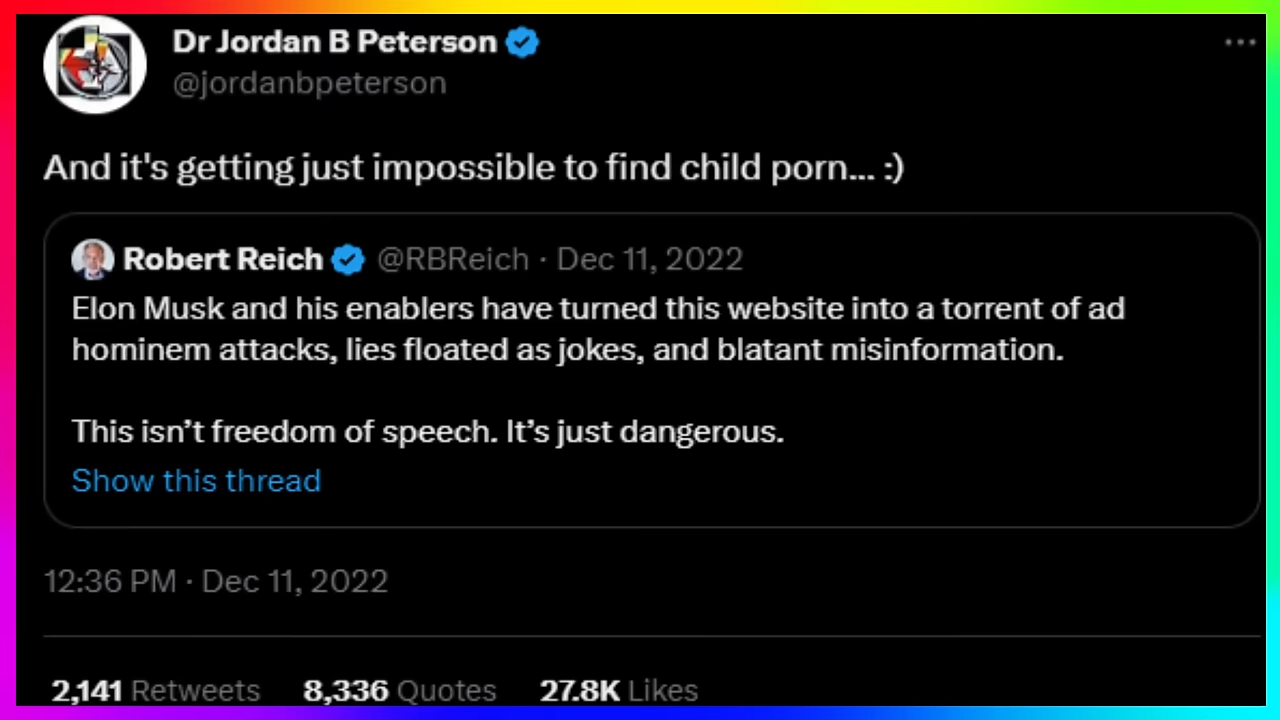 Dr Jordan B Peterson
@jordanbpeterson
And it's getting just impossible to find child porn... :)
Robert Reich @RBReich · Dec 11, 2022
Elon Musk and his enablers have turned this website into a torrent of ad
hominem attacks, lies floated as jokes, and blatant misinformation.
This isn’t freedom of speech. It’s just dangerous.
Show this thread
12:36 PM · Dec 11, 2022
2,141 Retweets 8,336 Quotes 27.8K Likes